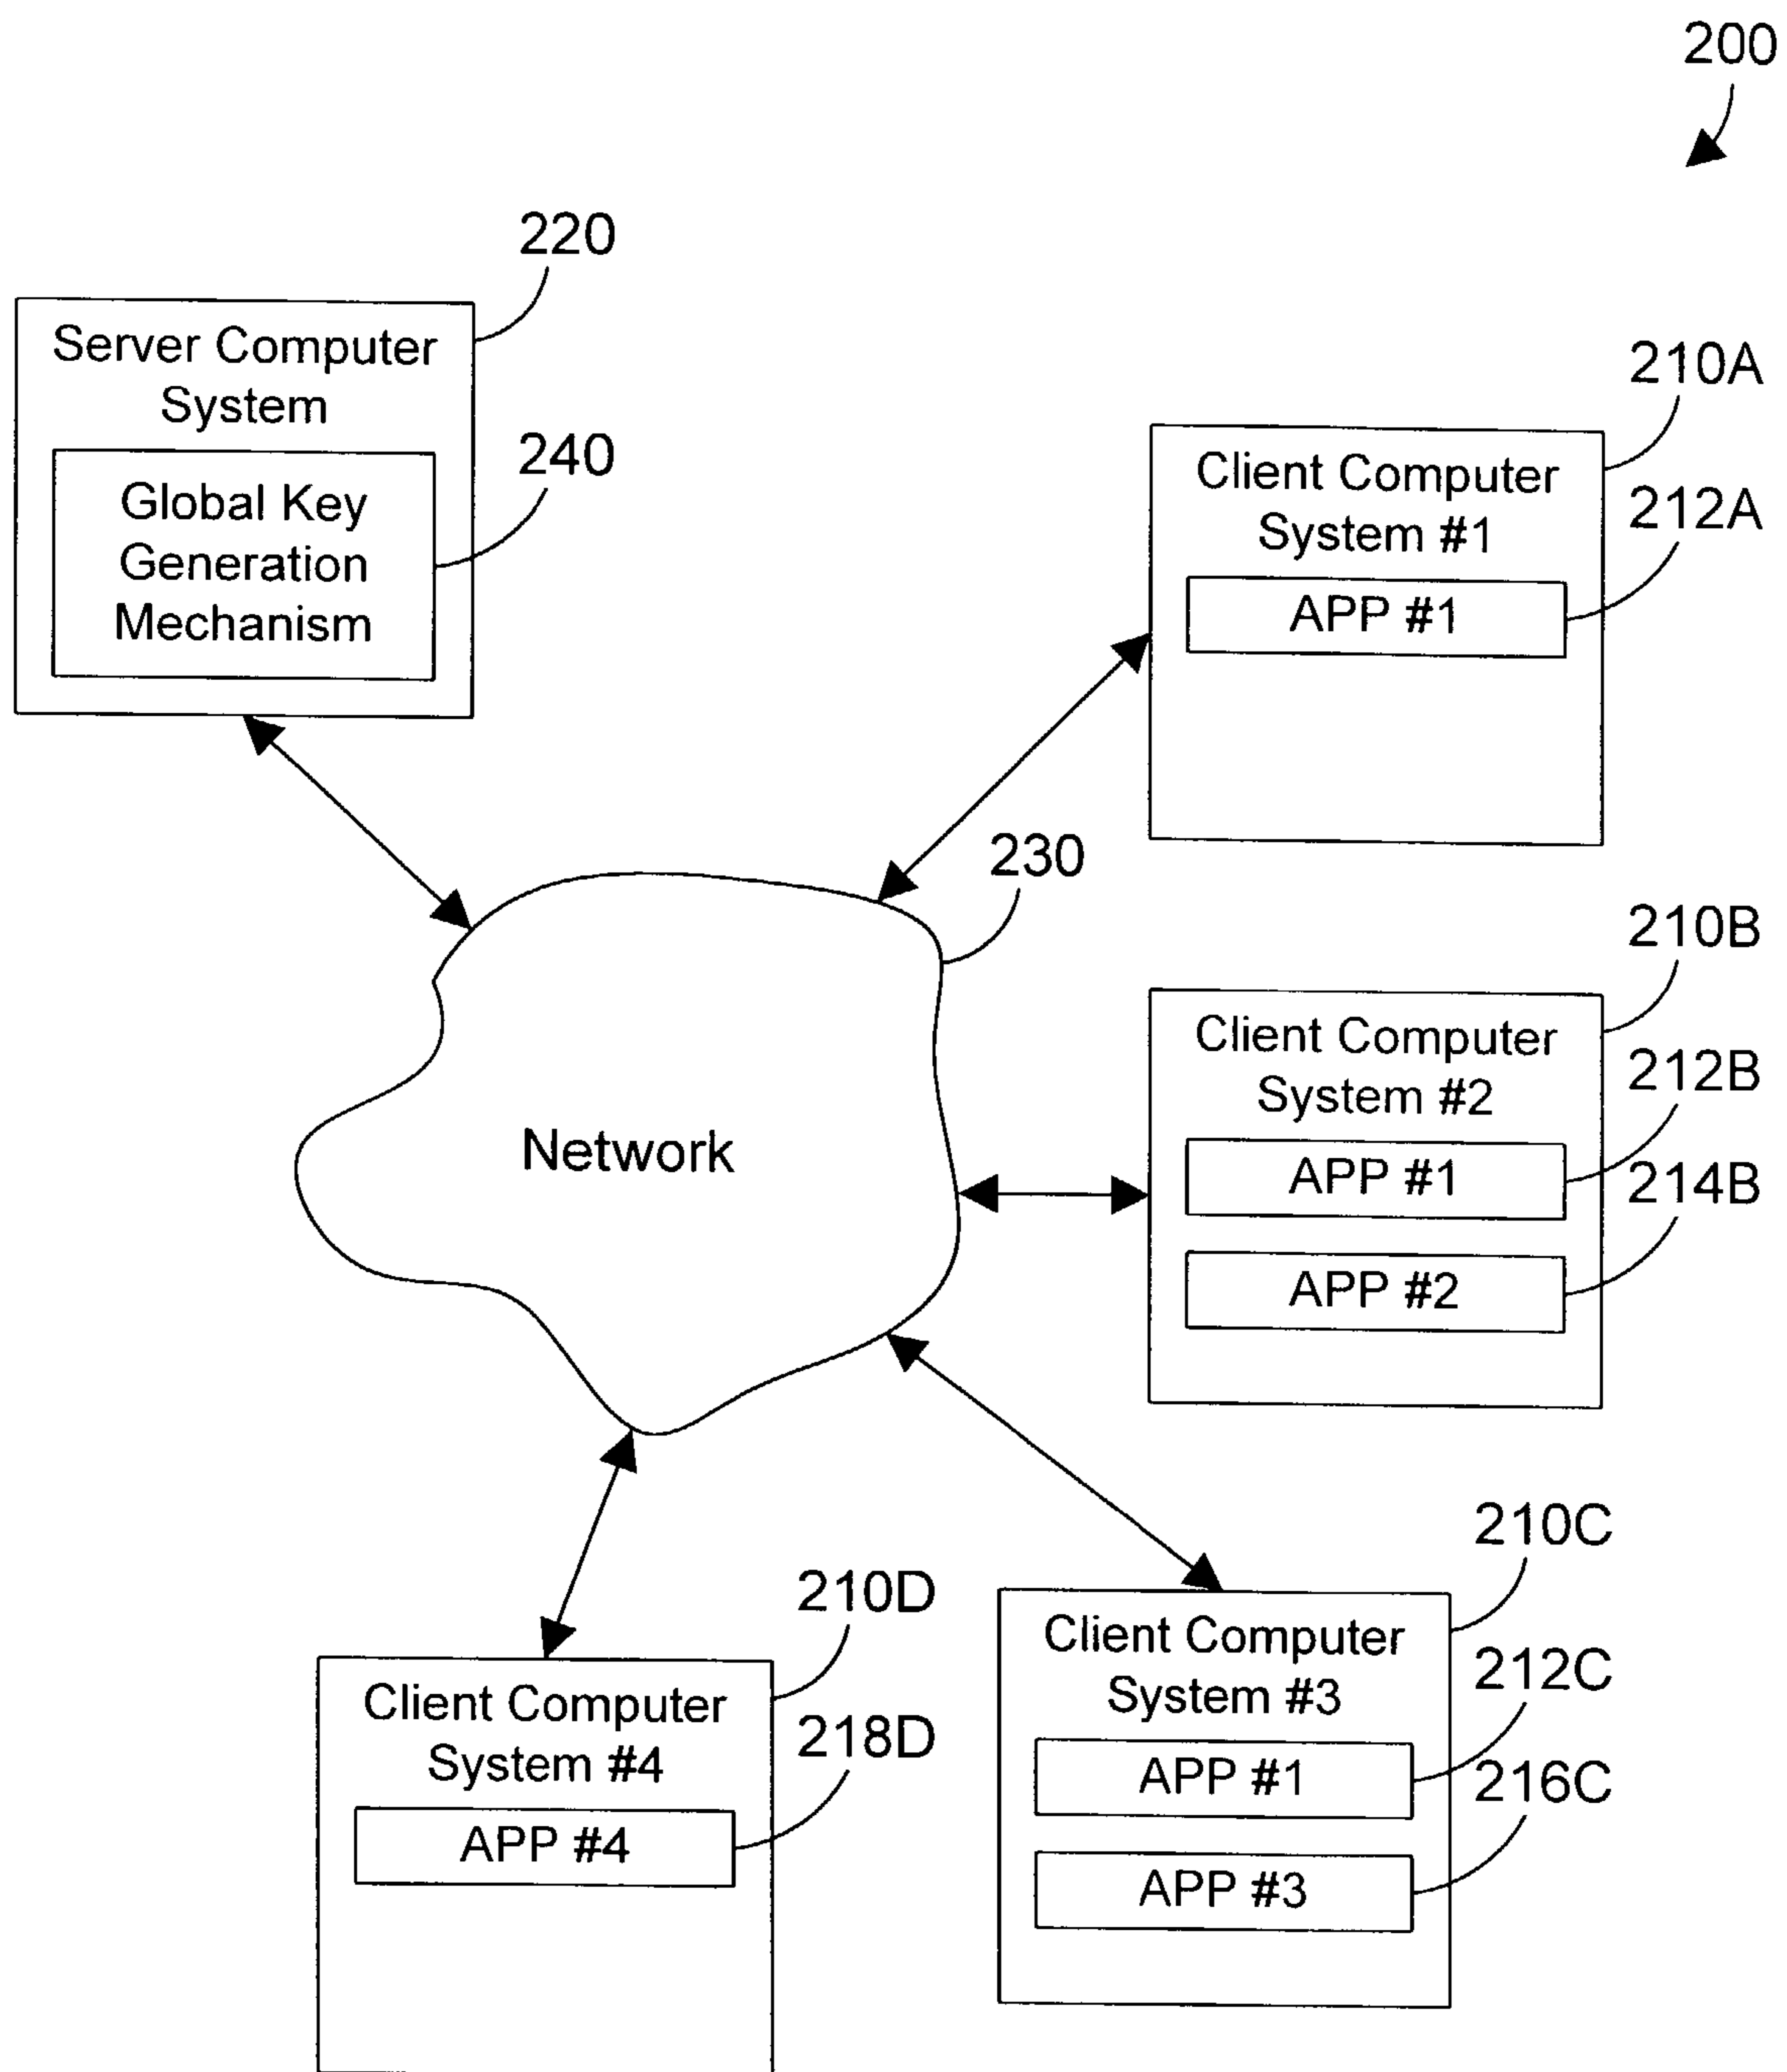 200
220
Server Computer
System
240
Global Key
Generation
Mechanism
210A
Client Computer
System #1
212A
APP #1
230
Network
210B
Client Computer
System #2
212B
APP #1
214B
APP #2
210C
Client Computer
System #3
212C
APP #1
216C
APP #3
210D
Client Computer
System #4
218D
APP #4